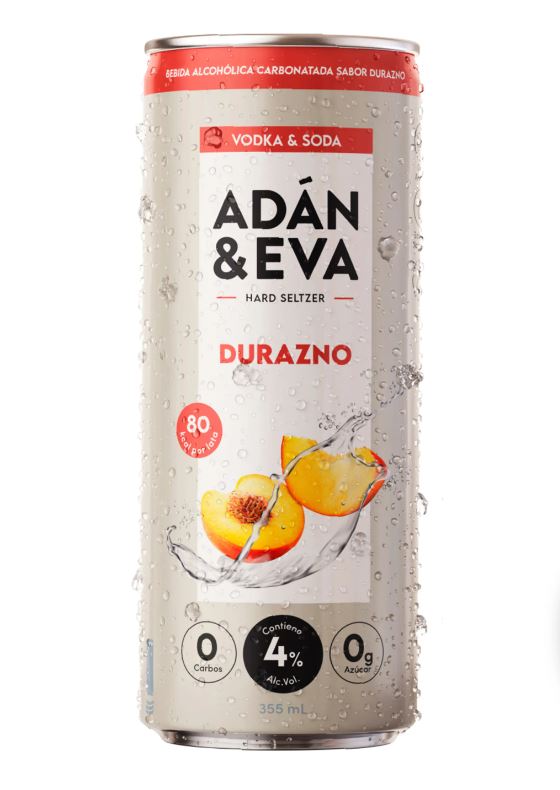 BEBIDA ALCOHÓLICA CARBONATADA SABOR DURAZNO
VODKA & SODA
ADÁN
& EVA
HARD SELTZER
DURAZNO
80
kcal por lata
0
Carbos
Contiene
4%
Alc.Vol.
0g
Azúcar
355 mL